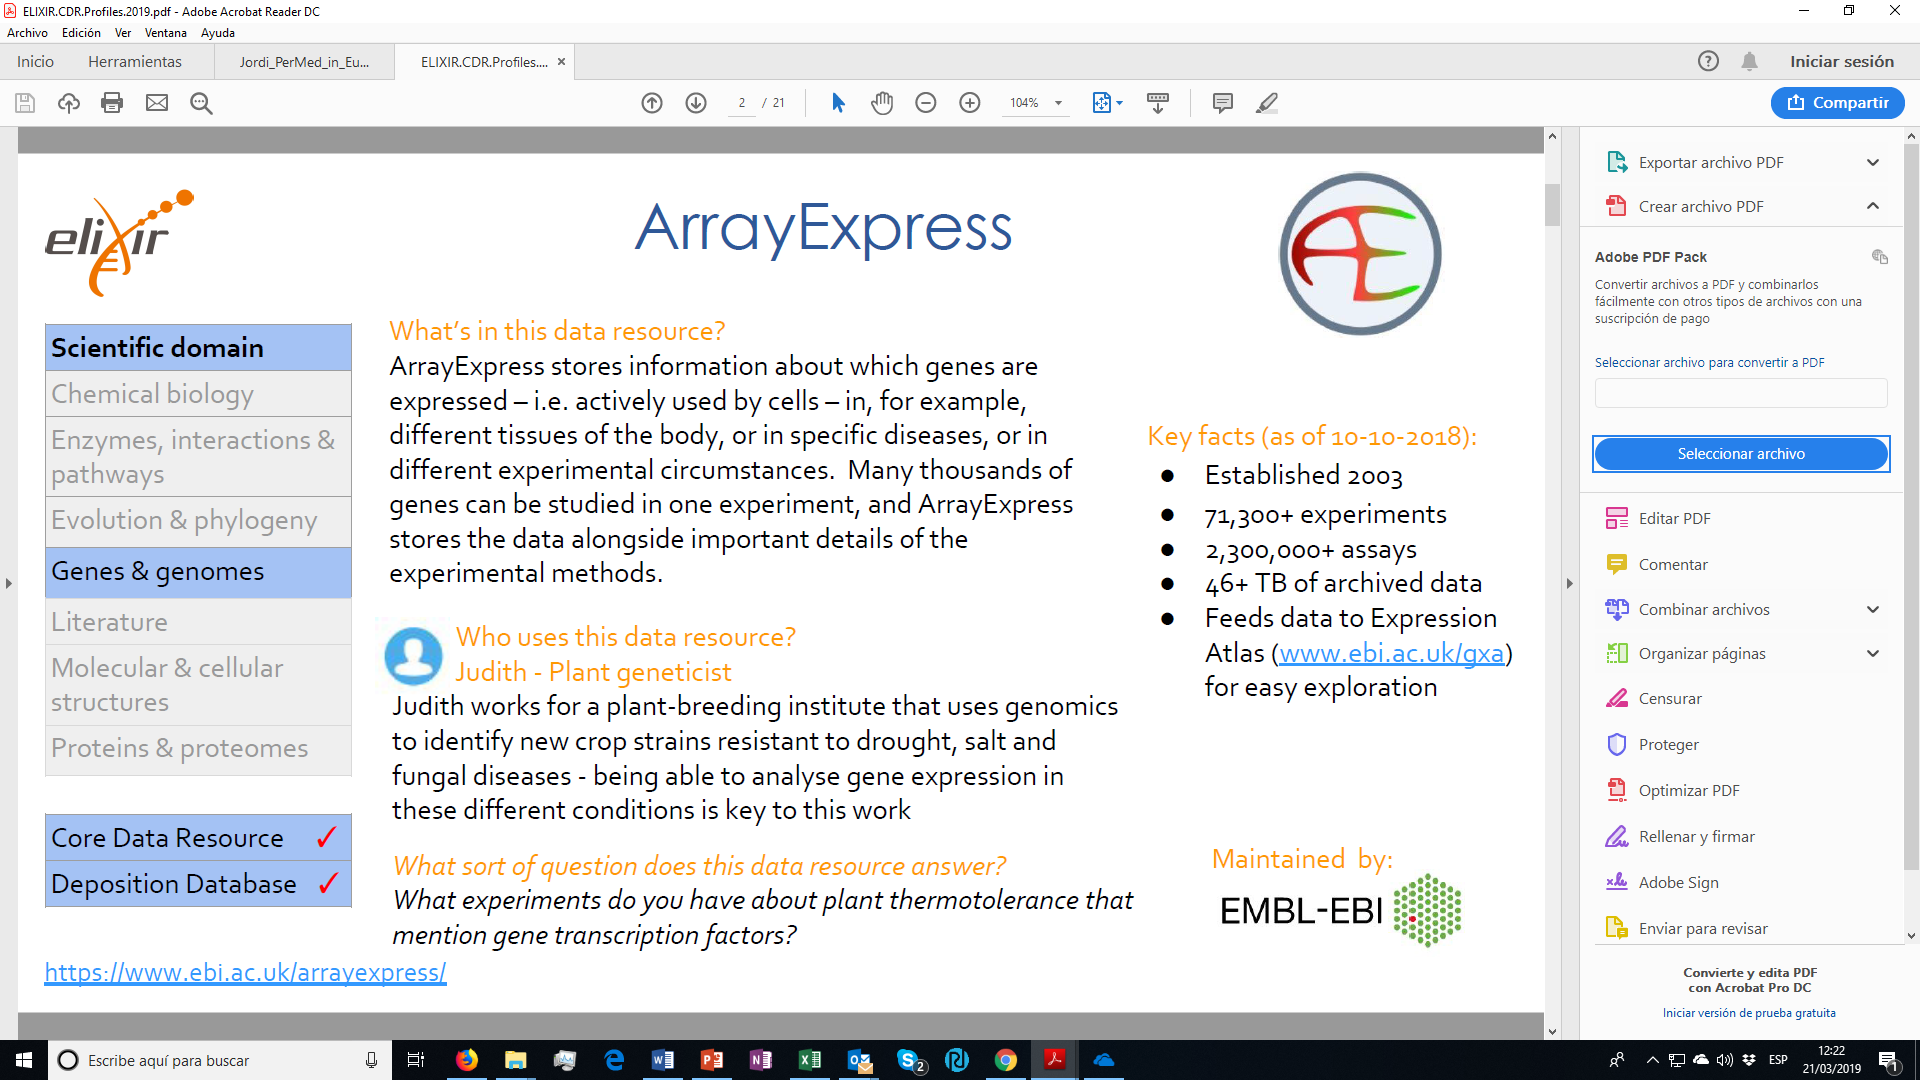 ELIXIR.CDR.Profiles.2019.pdf - Adobe Acrobat Reader DC
Archivo Edición Ver Ventana Ayuda
Inicio Herramientas Jordi_PerMed_in_Eu... ELIXIR.CDR.Profiles.... Iniciar sesión
2 / 21 104% Compartir
elixir
ArrayExpress
AE
Scientific domain
Chemical biology
Enzymes, interactions &
pathways
Evolution & phylogeny
Genes & genomes
Literature
Molecular & cellular
structures
Proteins & proteomes
Core Data Resource ✓
Deposition Database ✓
https://www.ebi.ac.uk/arrayexpress/
What's in this data resource?
ArrayExpress stores information about which genes are
expressed – i.e. actively used by cells – in, for example,
different tissues of the body, or in specific diseases, or in
different experimental circumstances. Many thousands of
genes can be studied in one experiment, and ArrayExpress
stores the data alongside important details of the
experimental methods.
Who uses this data resource?
Judith - Plant geneticist
Judith works for a plant-breeding institute that uses genomics
to identify new crop strains resistant to drought, salt and
fungal diseases - being able to analyse gene expression in
these different conditions is key to this work
What sort of question does this data resource answer?
What experiments do you have about plant thermotolerance that
mention gene transcription factors?
Key facts (as of 10-10-2018):
● Established 2003
● 71,300+ experiments
● 2,300,000+ assays
● 46+ TB of archived data
● Feeds data to Expression
Atlas (www.ebi.ac.uk/gxa)
for easy exploration
Maintained by:
EMBL-EBI
Exportar archivo PDF
Crear archivo PDF
Adobe PDF Pack
Convertir archivos a PDF y combinarlos
fácilmente con otros tipos de archivos con una
suscripción de pago
Seleccionar archivo para convertir a PDF
Seleccionar archivo
Editar PDF
Comentar
Combinar archivos
Organizar páginas
Censurar
Proteger
Optimizar PDF
Rellenar y firmar
Adobe Sign
Enviar para revisar
Convierte y edita PDF
con Acrobat Pro DC
Iniciar versión de prueba gratuita
Escribe aquí para buscar
2
ESP
12:22
21/03/2019
1